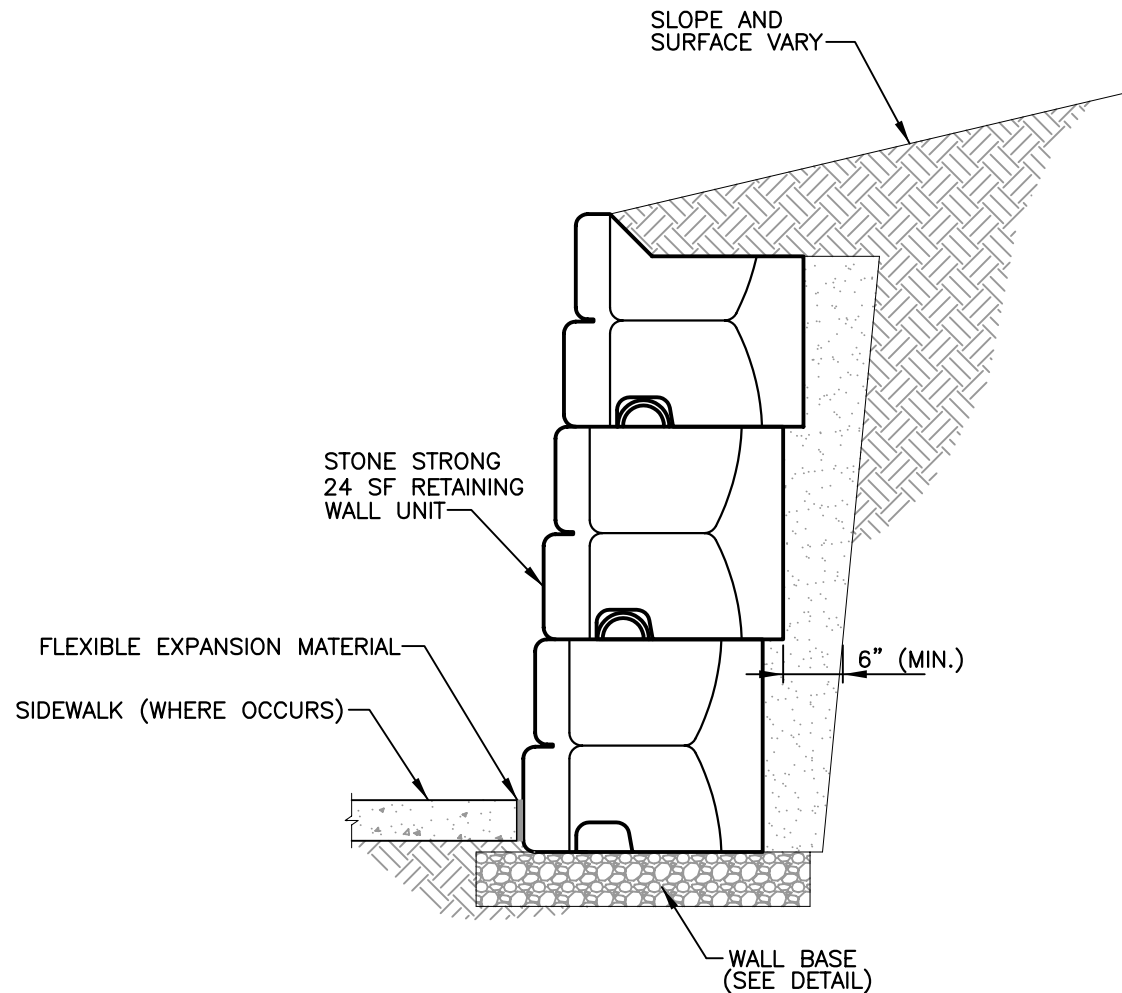 SLOPE AND
SURFACE VARY
STONE STRONG
24 SF RETAINING
WALL UNIT
FLEXIBLE EXPANSION MATERIAL
6” (MIN.)
SIDEWALK (WHERE OCCURS)
WALL BASE
(SEE DETAIL)